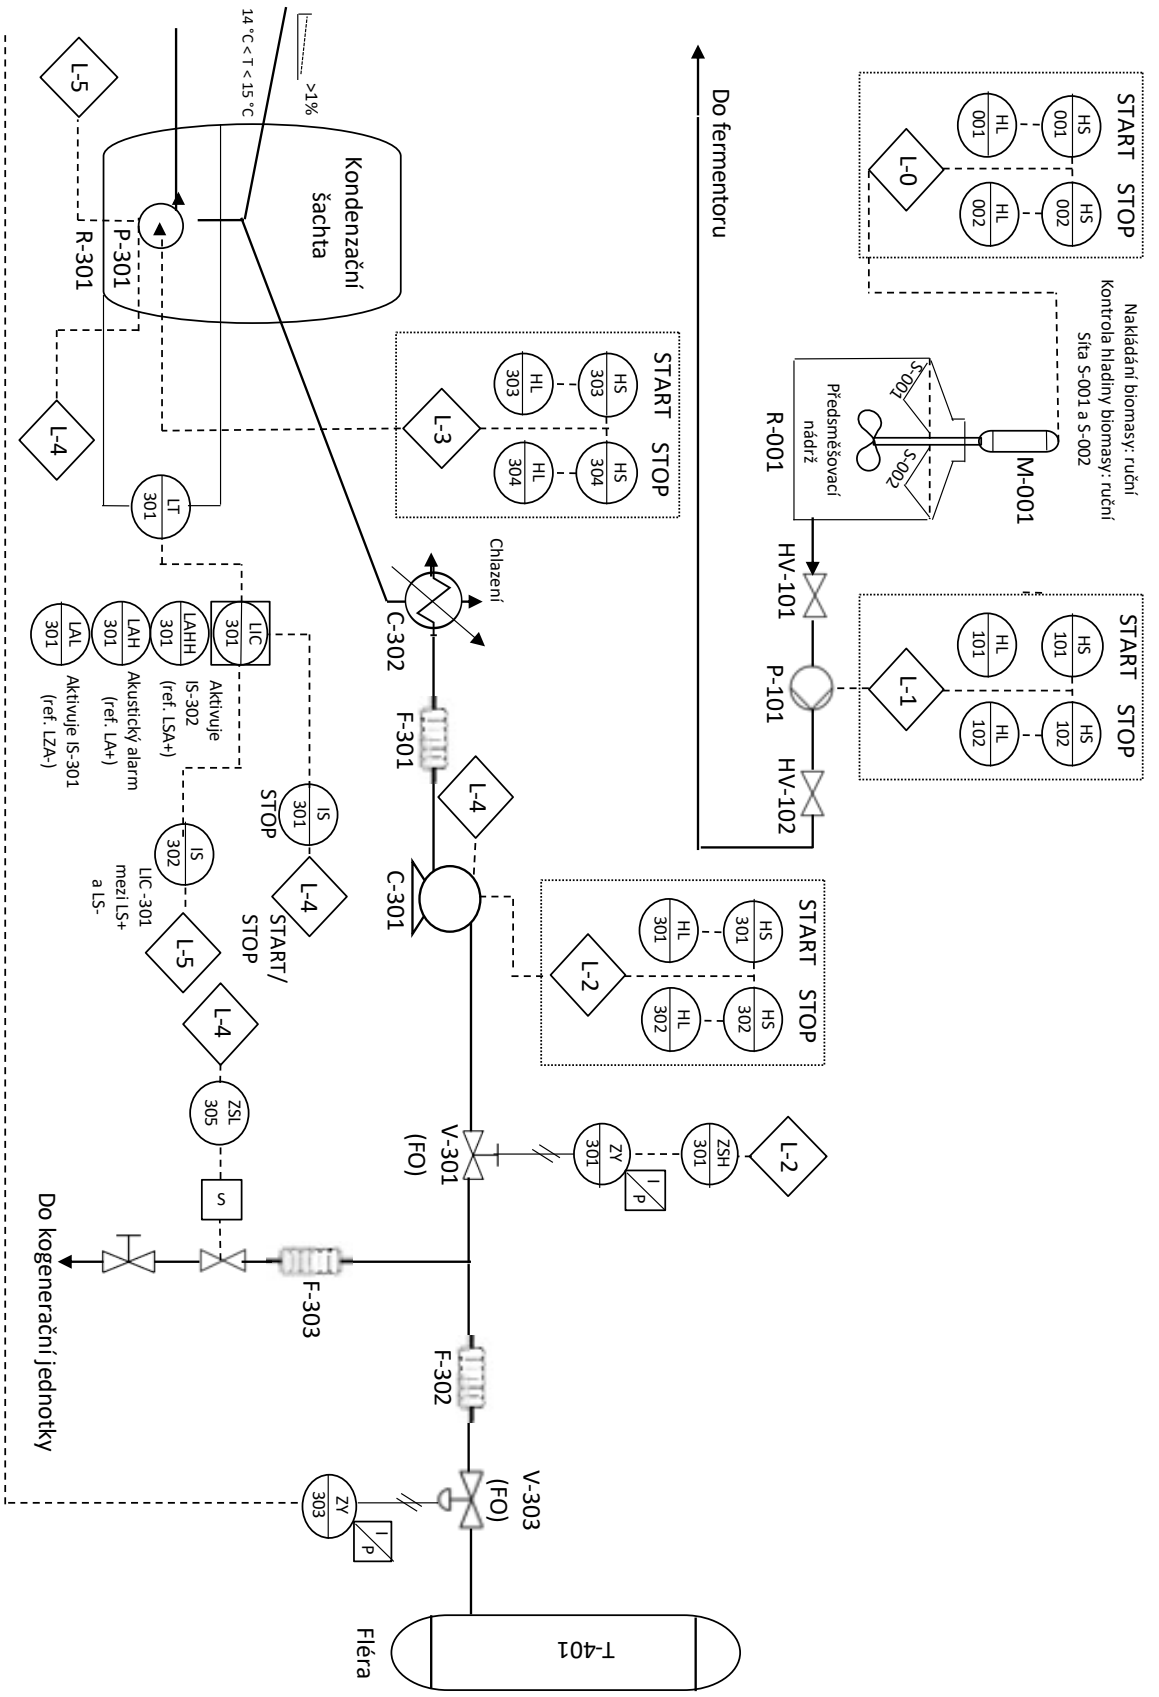 START STOP
HS
001
HS
002
HL
001
HL
002
L-0
Nakládání biomasy: ruční
Kontrola hladiny biomasy: ruční
Síta S-001 a S-002
M-001
S-001
S-002
Předsměšovací
nádrž
R-001
HV-101
P-101
HV-102
START STOP
HS
101
HS
102
HL
101
HL
102
L-1
Do fermentoru
START STOP
HS
303
HS
304
HL
303
HL
304
L-3
START STOP
HS
301
HS
302
HL
301
HL
302
L-2
L-2
ZSH
301
ZY
301
I
P
>1%
14 °C < T < 15 °C
Kondenzační
šachta
Chlazení
C-302
F-301
L-4
C-301
V-301
(FO)
F-302
V-303
(FO)
T-401
Fléra
L-5
P-301
R-301
L-4
LT
301
LIC
301
LAHH
301
LAH
301
LAL
301
Aktivuje
IS-302
(ref. LSA+)
Akustický alarm
(ref. LA+)
Aktivuje IS-301
(ref. LZA-)
IS
301
STOP
L-4
START/
STOP
IS
302
LIC -301
mezi LS+
a LS-
L-5
L-4
ZSL
305
S
F-303
ZY
303
I
P
Do kogenerační jednotky